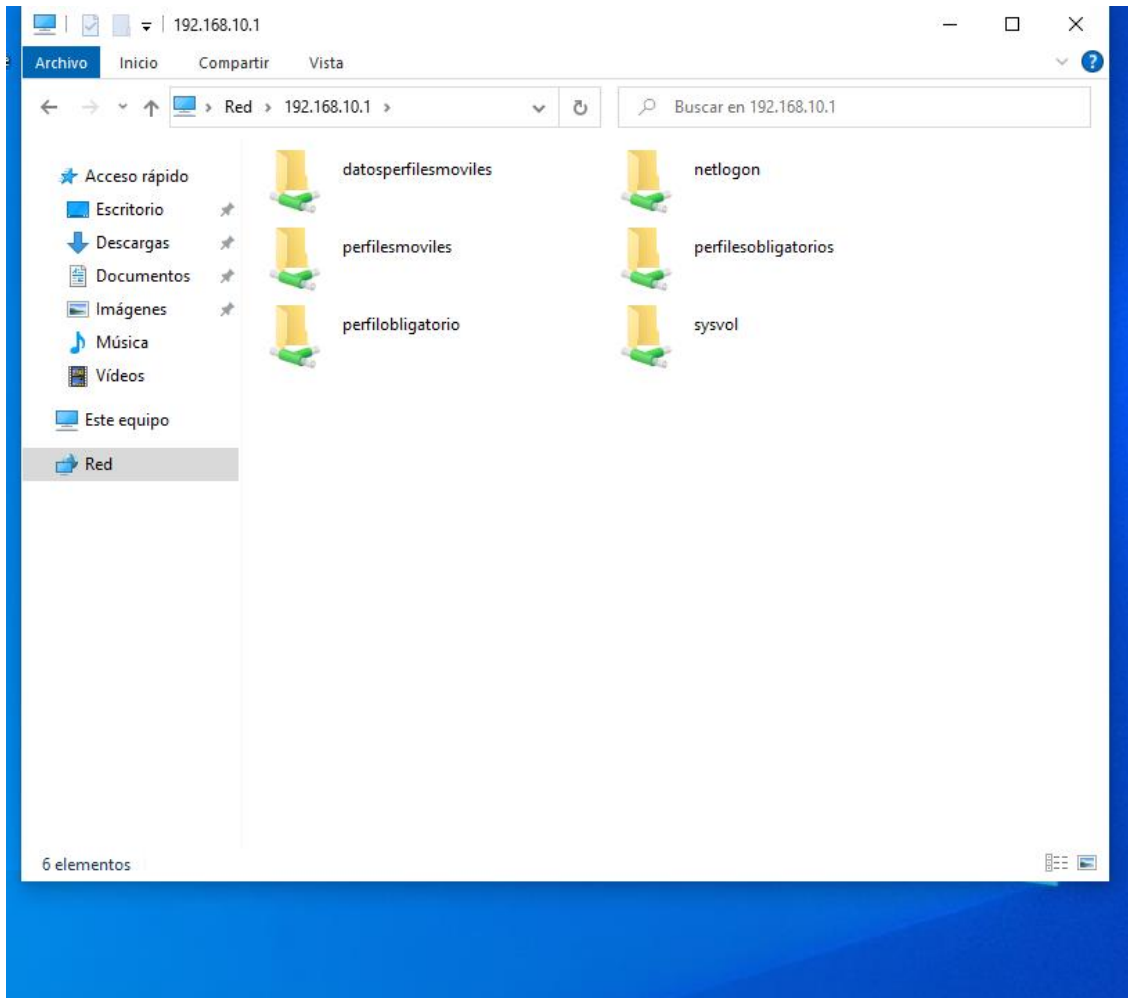 192.168.10.1
Archivo Inicio Compartir Vista
Red 192.168.10.1
Buscar en 192.168.10.1
Acceso rápido
Escritorio
Descargas
Documentos
Imágenes
Música
Vídeos
Este equipo
Red
datosperfilesmoviles
netlogon
perfilesmoviles
perfilesobligatorios
perfilobligatorio
sysvol
6 elementos